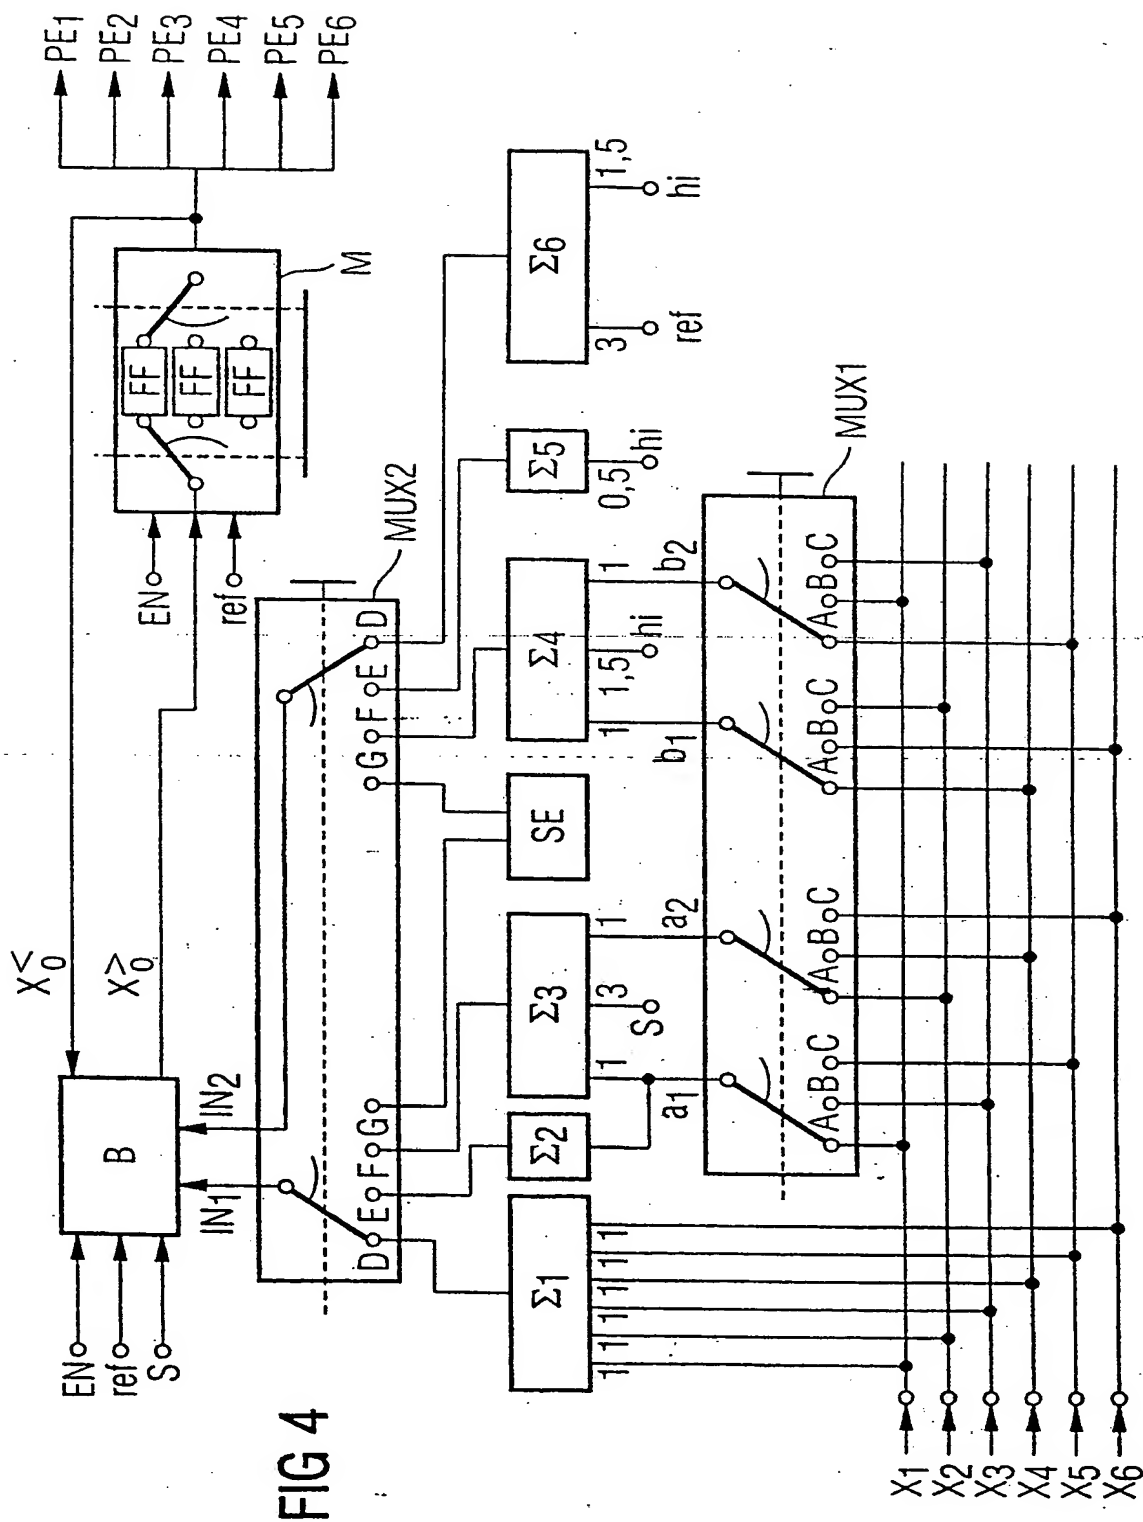 FIG 4
EN
ref
S
B
IN1
IN2
X0<
X0>
EN
ref
FF
FF
FF
M
PE1
PE2
PE3
PE4
PE5
PE6
MUX2
D E F G
G F E D
Σ1
Σ2
Σ3
SE
Σ4
Σ5
Σ6
1 1 1 1 1 1
1 3 1
S
1 1,5 1
hi
0,5
hi
3
ref
1,5
hi
a1
a2
b1
b2
MUX1
A B C
A B C
A B C
A B C
X1
X2
X3
X4
X5
X6